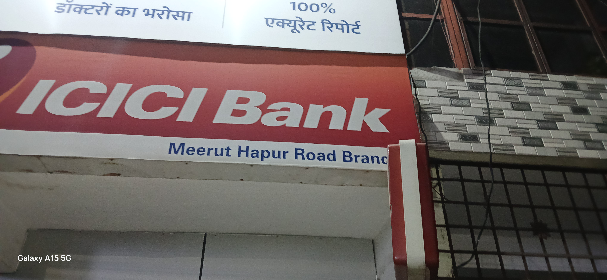 डॉक्टरों का भरोसा
100%
एक्यूरेट रिपोर्ट
ICICI Bank
Meerut Hapur Road Branc
Galaxy A15 5G